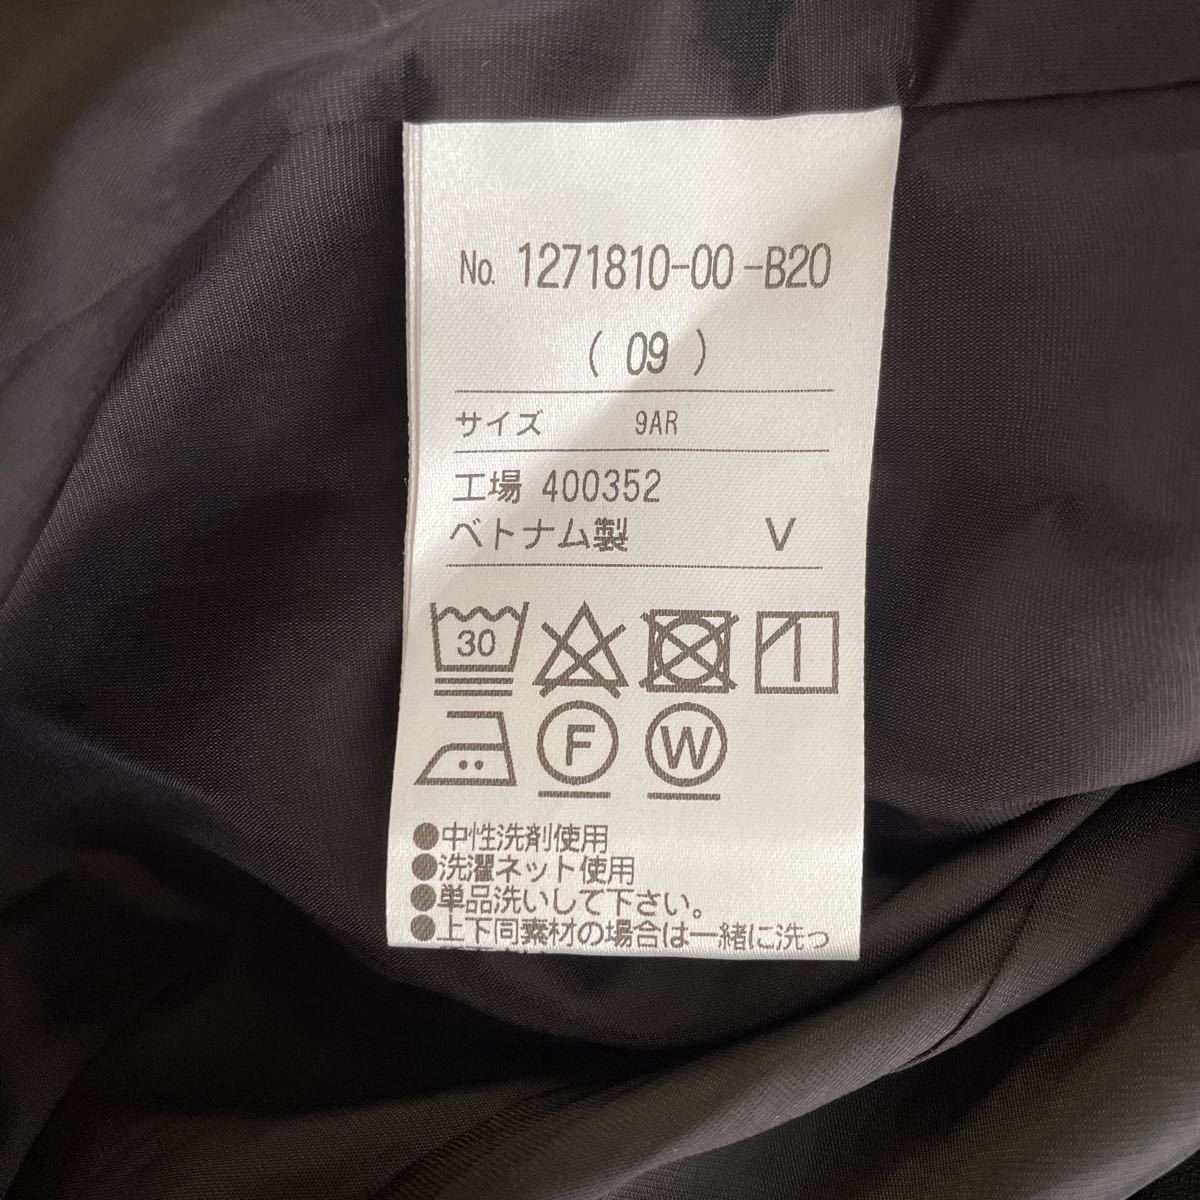 No. 1271810-00-B20
( 09 )
サイズ 9AR
工場 400352
ベトナム製 V
30
F W
●中性洗剤使用
●洗濯ネット使用
●単品洗いして下さい。
●上下同素材の場合は一緒に洗っ